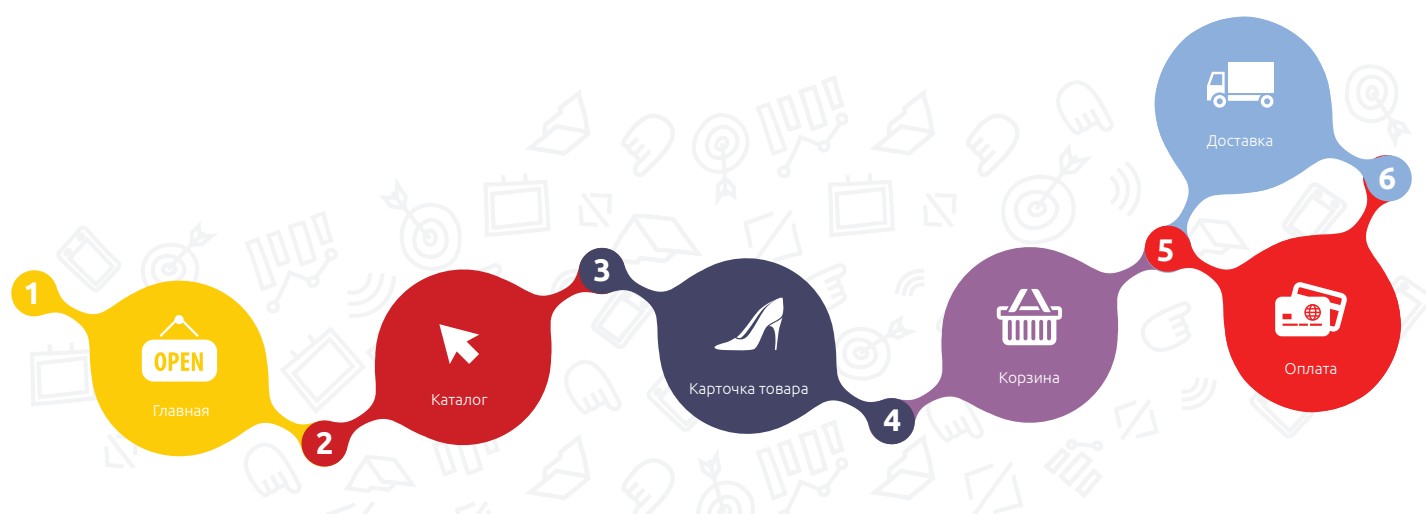 1
OPEN
Главная
2
Каталог
3
Карточка товара
4
Корзина
5
Оплата
6
Доставка